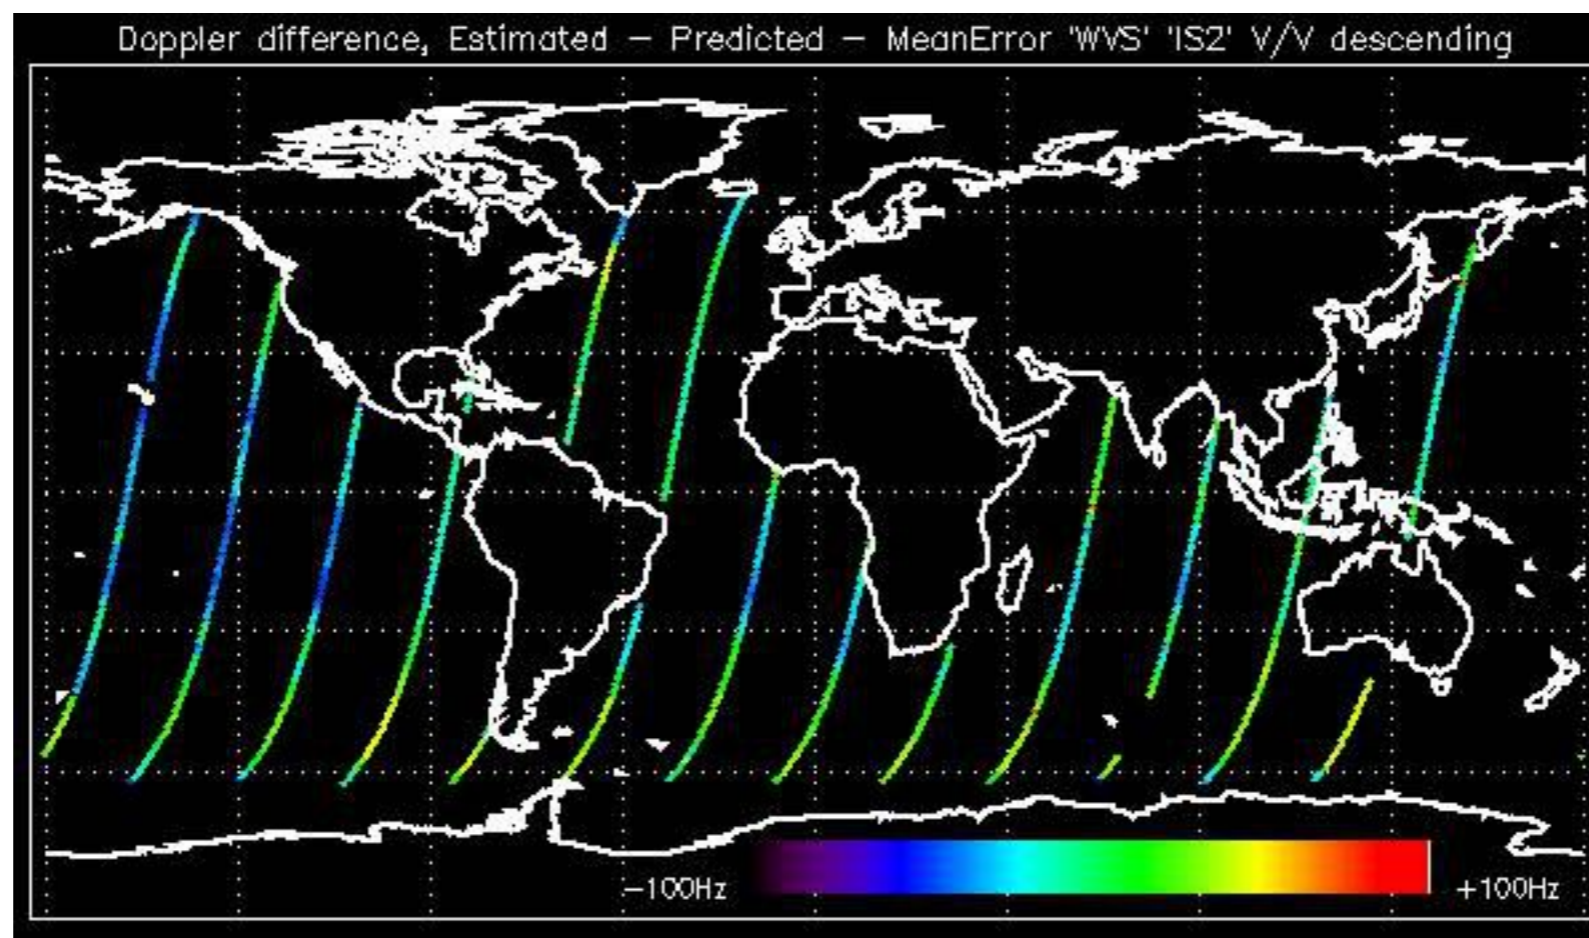 Doppler difference, Estimated – Predicted – MeanError 'WVS' 'IS2' V/V descending
–100Hz +100Hz